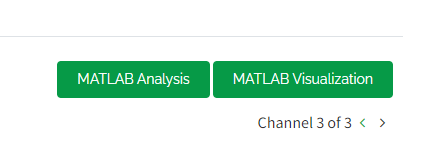 MATLAB Analysis MATLAB Visualization
Channel 3 of 3 < >